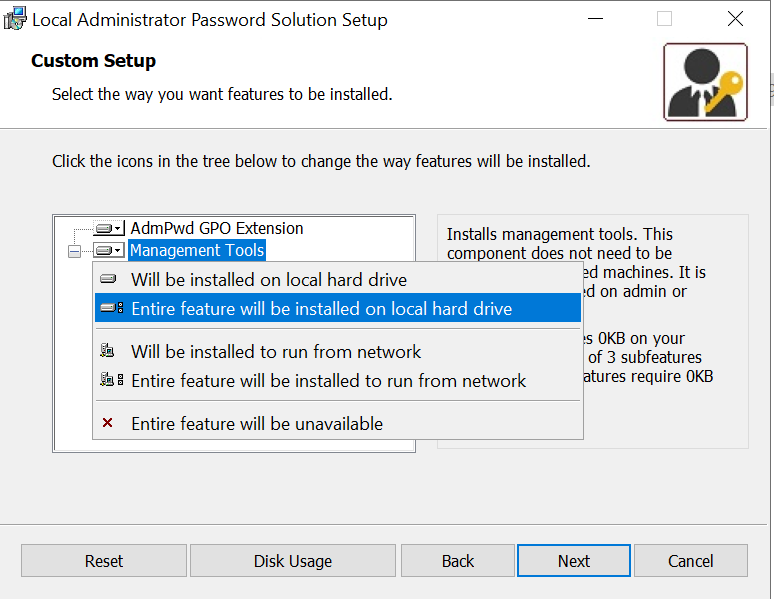 Local Administrator Password Solution Setup
Custom Setup
Select the way you want features to be installed.
Click the icons in the tree below to change the way features will be installed.
AdmPwd GPO Extension
Management Tools
Will be installed on local hard drive
Entire feature will be installed on local hard drive
Will be installed to run from network
Entire feature will be installed to run from network
Entire feature will be unavailable
Installs management tools. This
component does not need to be
ed machines. It is
ed on admin or
0KB on your
of 3 subfeatures
atures require 0KB
Reset
Disk Usage
Back
Next
Cancel